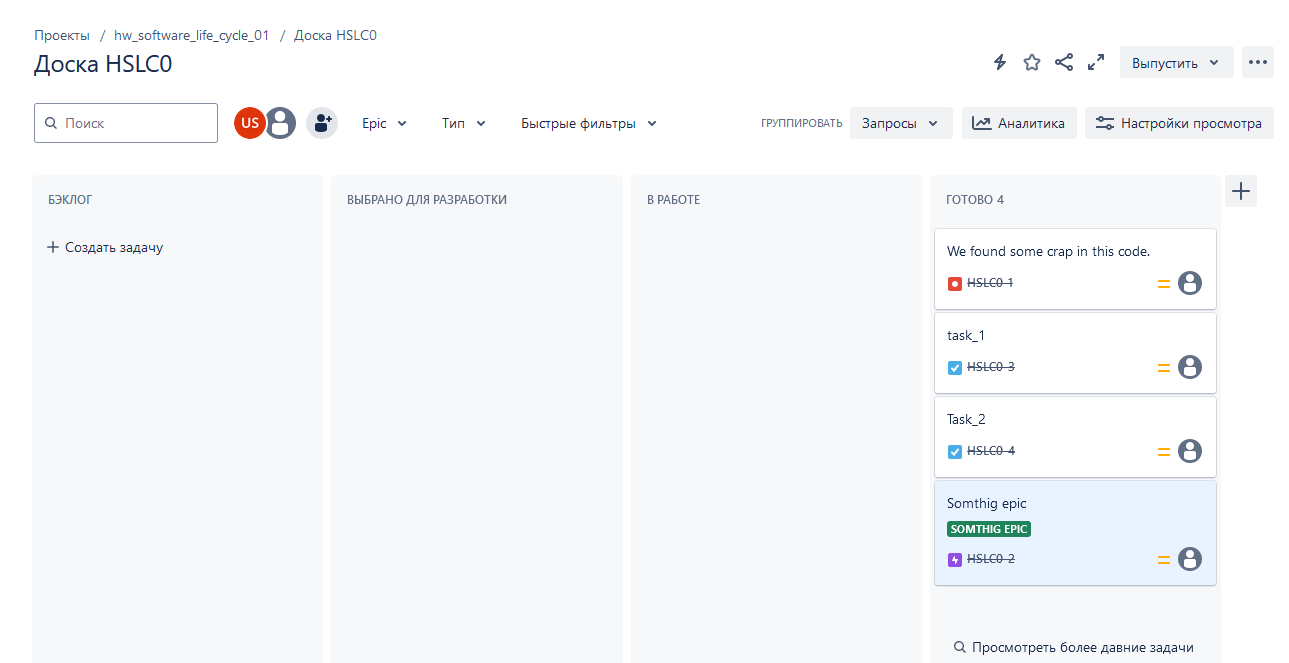 Проекты / hw_software_life_cycle_01 / Доска HSLC0
Доска HSLC0
Выпустить
Поиск
US
Epic
Тип
Быстрые фильтры
ГРУППИРОВАТЬ
Запросы
Аналитика
Настройки просмотра
БЭКЛОГ
Создать задачу
ВЫБРАНО ДЛЯ РАЗРАБОТКИ
В РАБОТЕ
ГОТОВО 4
We found some crap in this code.
HSLC0-1
task_1
HSLC0-3
Task_2
HSLC0-4
Somthig epic
SOMTHIG EPIC
HSLC0-2
Просмотреть более давние задачи